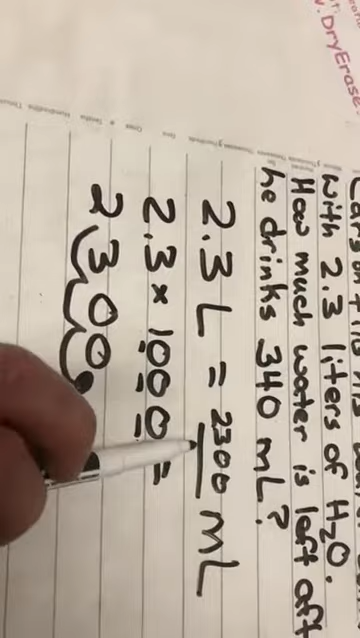 with 2.3 liters of H₂O.
How much water is left aft
he drinks 340 mL?
2.3 L = 2300 mL
2.3 × 1000 =
2300.
DryErase